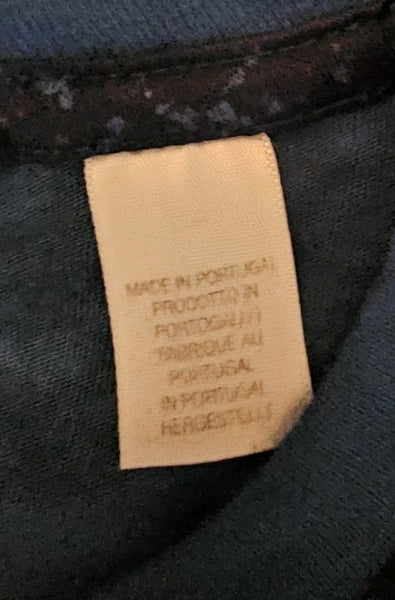 MADE IN PORTUGAL
PRODOTTO IN
PORTOGALLO
FABRIQUE AU
PORTUGAL
IN PORTUGAL
HERGESTELLT